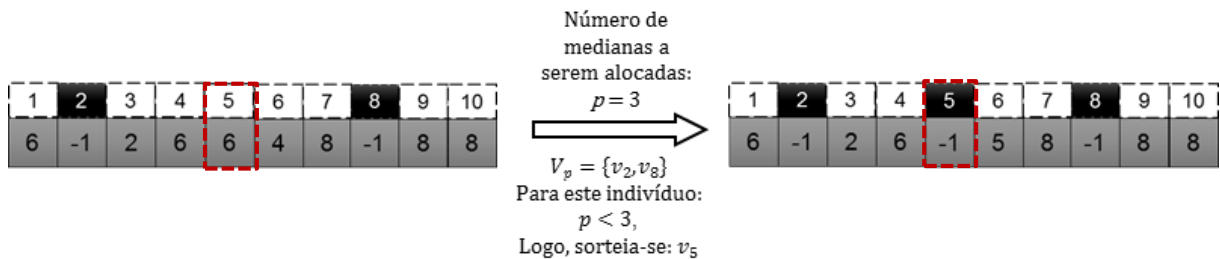 1 2 3 4 5 6 7 8 9 10
6 -1 2 6 6 4 8 -1 8 8
Número de
medianas a
serem alocadas:
p = 3
V_p = {v_2, v_8}
Para este indivíduo:
p < 3,
Logo, sorteia-se: v_5
1 2 3 4 5 6 7 8 9 10
6 -1 2 6 -1 5 8 -1 8 8